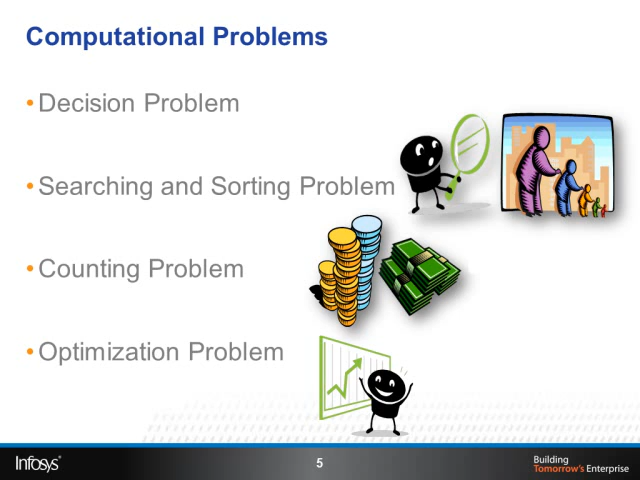 Computational Problems
• Decision Problem
• Searching and Sorting Problem
• Counting Problem
• Optimization Problem
Infosys®
5
Building
Tomorrow's Enterprise